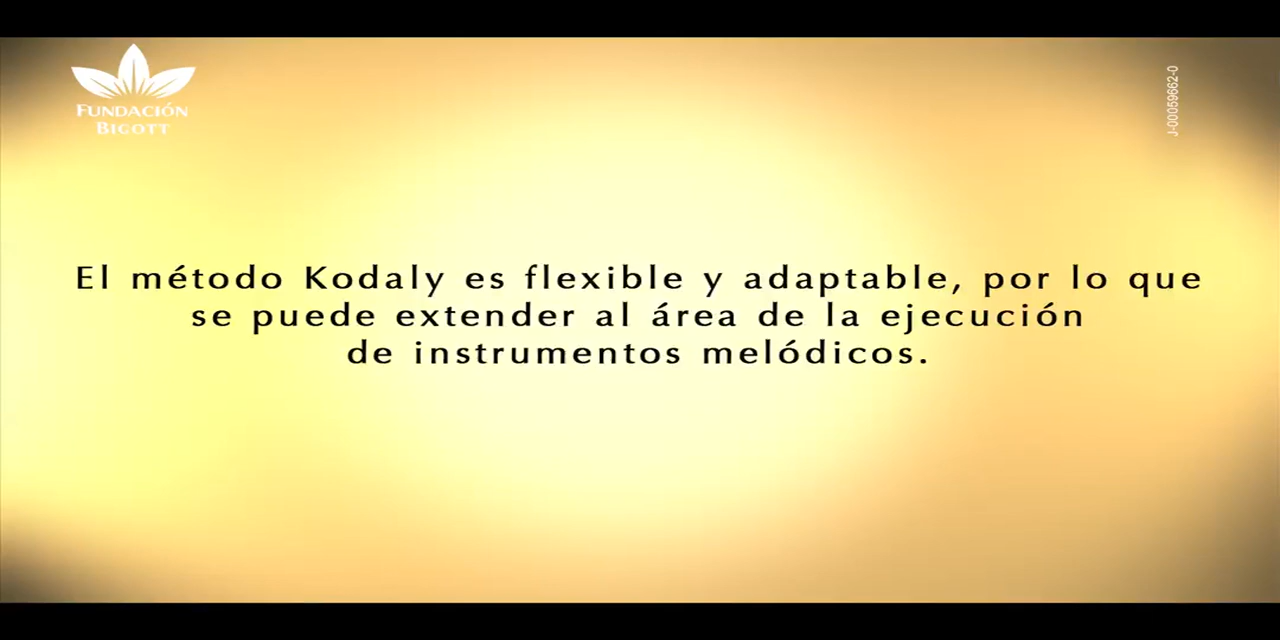 FUNDACIÓN
BIGOTT
J-00059662-0
El método Kodaly es flexible y adaptable, por lo que
se puede extender al área de la ejecución
de instrumentos melódicos.